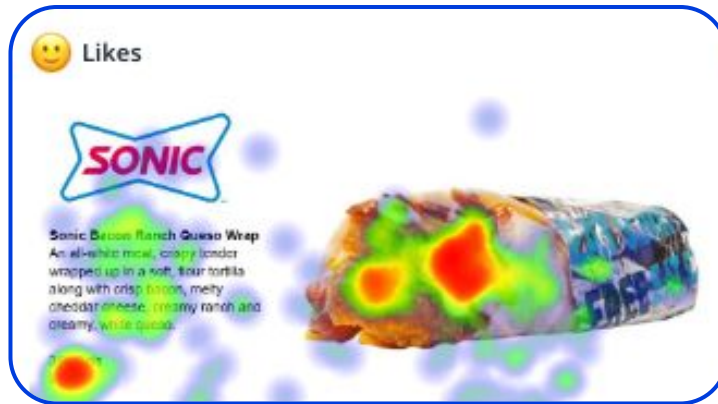 Likes
SONIC
Sonic Bacon Ranch Queso Wrap
An all-white meat, crispy tender
wrapped up in a soft, flour tortilla
along with crisp bacon, melty
cheddar cheese, creamy ranch and
creamy, white queso.